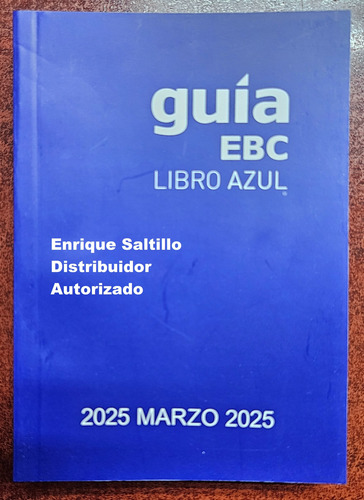 guía
EBC
LIBRO AZUL
Enrique Saltillo
Distribuidor
Autorizado
2025 MARZO 2025